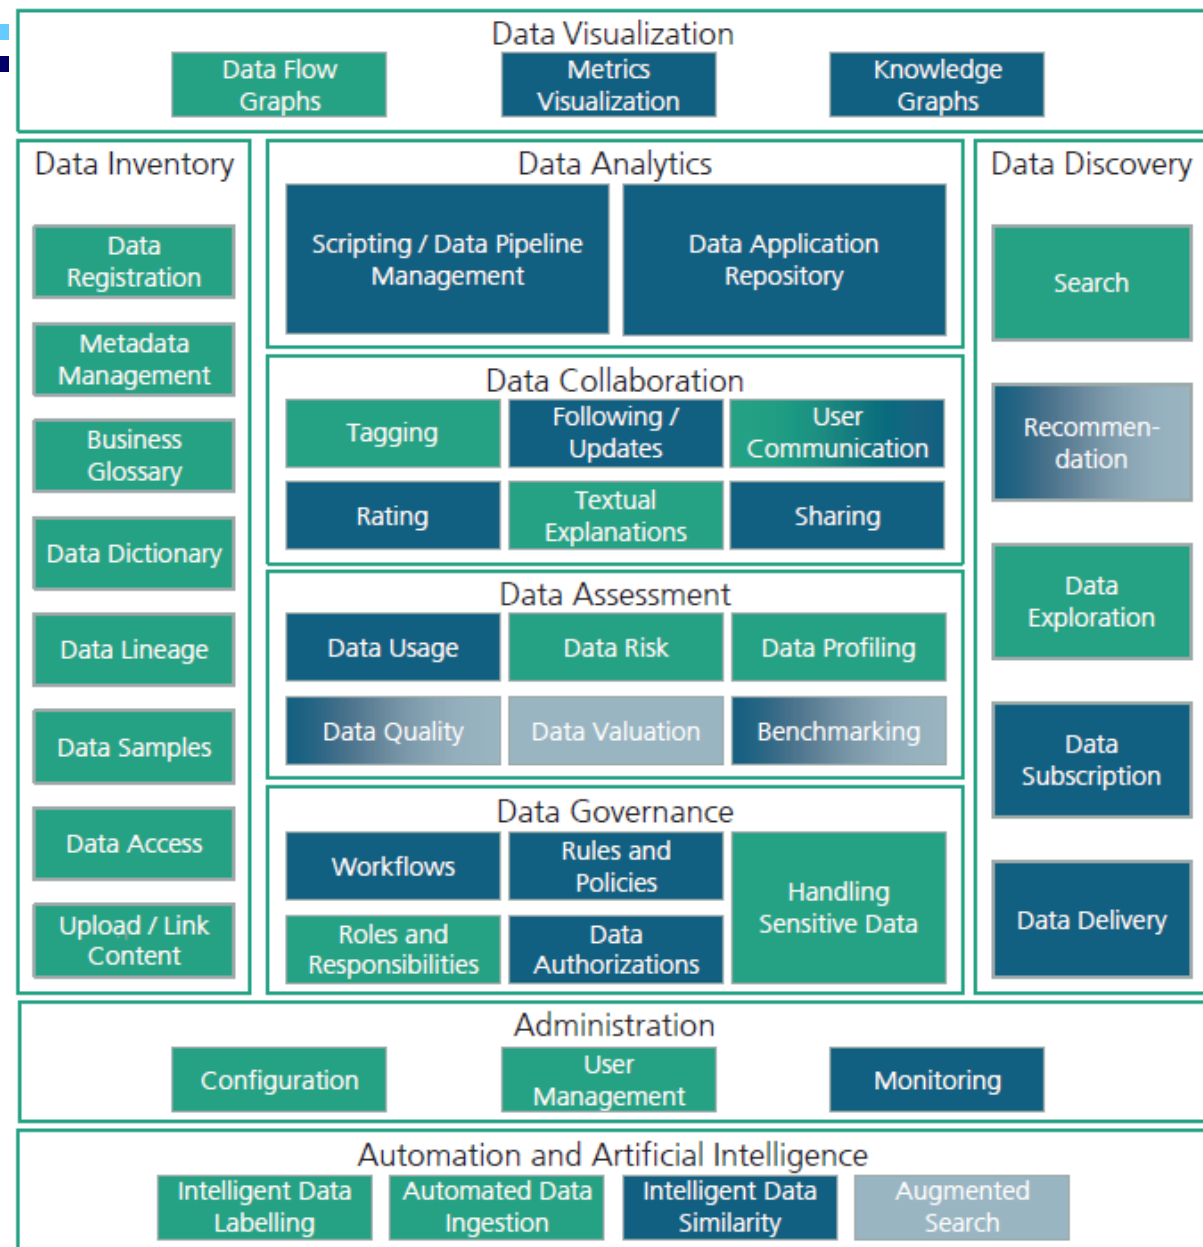 Data Visualization
Data Flow
Graphs
Metrics
Visualization
Knowledge
Graphs
Data Inventory
Data
Registration
Metadata
Management
Business
Glossary
Data Dictionary
Data Lineage
Data Samples
Data Access
Upload / Link
Content
Data Analytics
Scripting / Data Pipeline
Management
Data Application
Repository
Data Collaboration
Tagging
Following /
Updates
User
Communication
Rating
Textual
Explanations
Sharing
Data Assessment
Data Usage
Data Risk
Data Profiling
Data Quality
Data Valuation
Benchmarking
Data Governance
Workflows
Rules and
Policies
Handling
Sensitive Data
Roles and
Responsibilities
Data
Authorizations
Data Discovery
Search
Recommen-
dation
Data
Exploration
Data
Subscription
Data Delivery
Administration
Configuration
User
Management
Monitoring
Automation and Artificial Intelligence
Intelligent Data
Labelling
Automated Data
Ingestion
Intelligent Data
Similarity
Augmented
Search